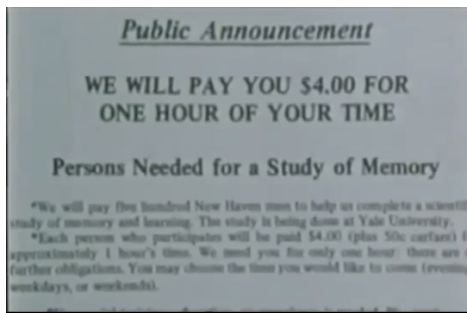 Public Announcement
WE WILL PAY YOU $4.00 FOR
ONE HOUR OF YOUR TIME
Persons Needed for a Study of Memory
*We will pay five hundred New Haven men to help us complete a scientif
study of memory and learning. The study is being done at Yale University.
*Each person who participates will be paid $4.00 (plus 50c carfare)
approximately 1 hour's time. We need you for only one hour: there are
further obligations. You may choose the time you would like to come (evening
weekdays, or weekends).